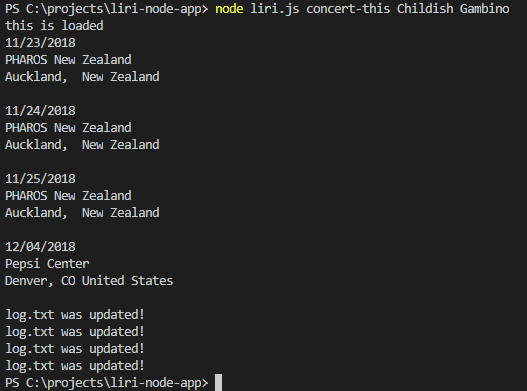 PS C:\projects\liri-node-app> node liri.js concert-this Childish Gambino
this is loaded
11/23/2018
PHAROS New Zealand
Auckland,  New Zealand
11/24/2018
PHAROS New Zealand
Auckland,  New Zealand
11/25/2018
PHAROS New Zealand
Auckland,  New Zealand
12/04/2018
Pepsi Center
Denver, CO United States
log.txt was updated!
log.txt was updated!
log.txt was updated!
log.txt was updated!
PS C:\projects\liri-node-app>